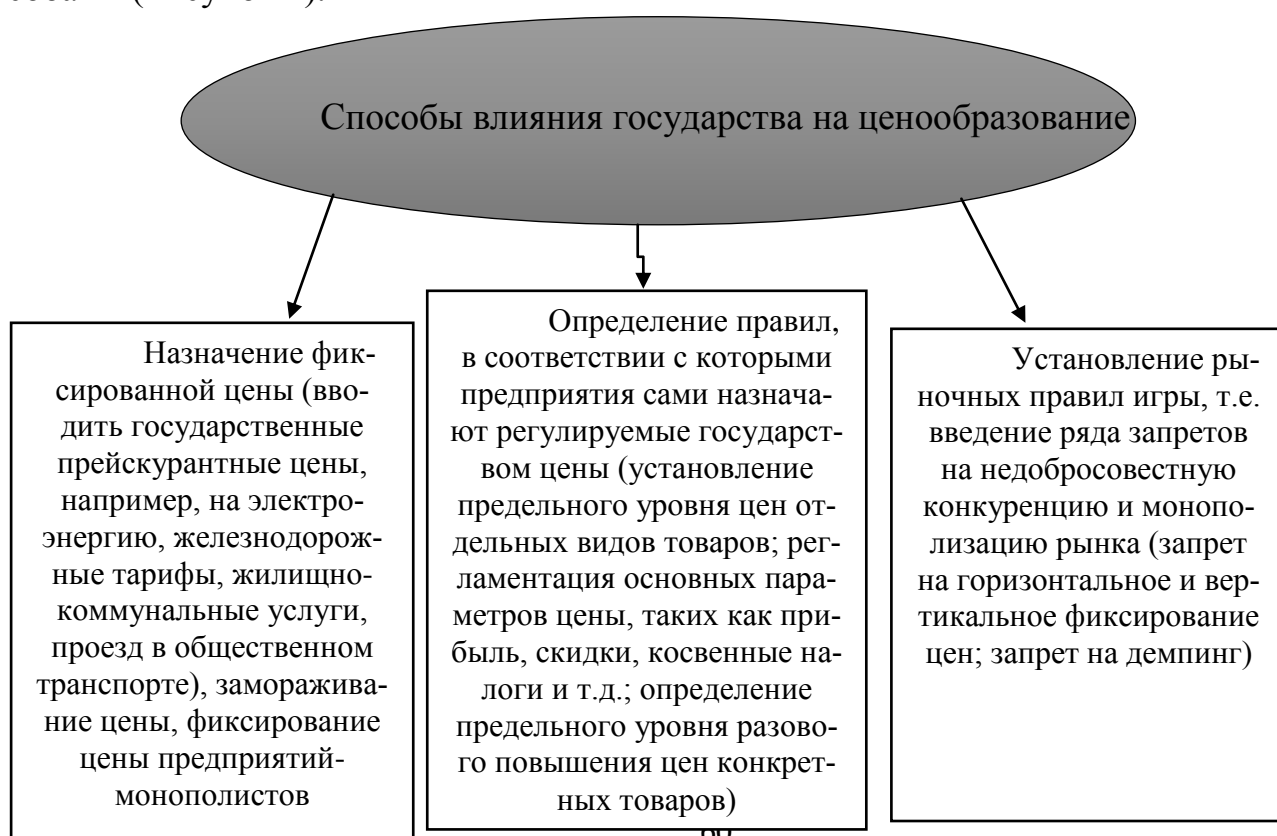 Способы влияния государства на ценообразование
Назначение фик-
сированной цены (вво-
дить государственные
прейскурантные цены,
например, на электро-
энергию, железнодорож-
ные тарифы, жилищно-
коммунальные услуги,
проезд в общественном
транспорте), заморажива-
ние цены, фиксирование
цены предприятий-
монополистов
Определение правил,
в соответствии с которыми
предприятия сами назнача-
ют регулируемые государст-
вом цены (установление
предельного уровня цен от-
дельных видов товаров; рег-
ламентация основных пара-
метров цены, таких как при-
быль, скидки, косвенные на-
логи и т.д.; определение
предельного уровня разово-
го повышения цен конкрет-
ных товаров)
Установление ры-
ночных правил игры, т.е.
введение ряда запретов
на недобросовестную
конкуренцию и монопо-
лизацию рынка (запрет
на горизонтальное и вер-
тикальное фиксирование
цен; запрет на демпинг)